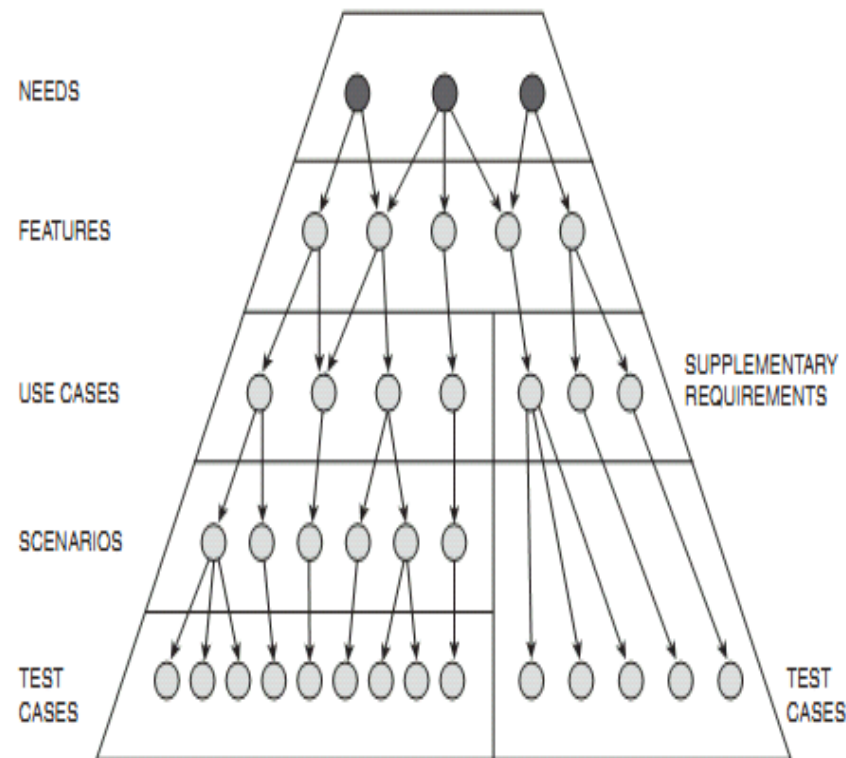 NEEDS
FEATURES
USE CASES
SUPPLEMENTARY
REQUIREMENTS
SCENARIOS
TEST
CASES
TEST
CASES